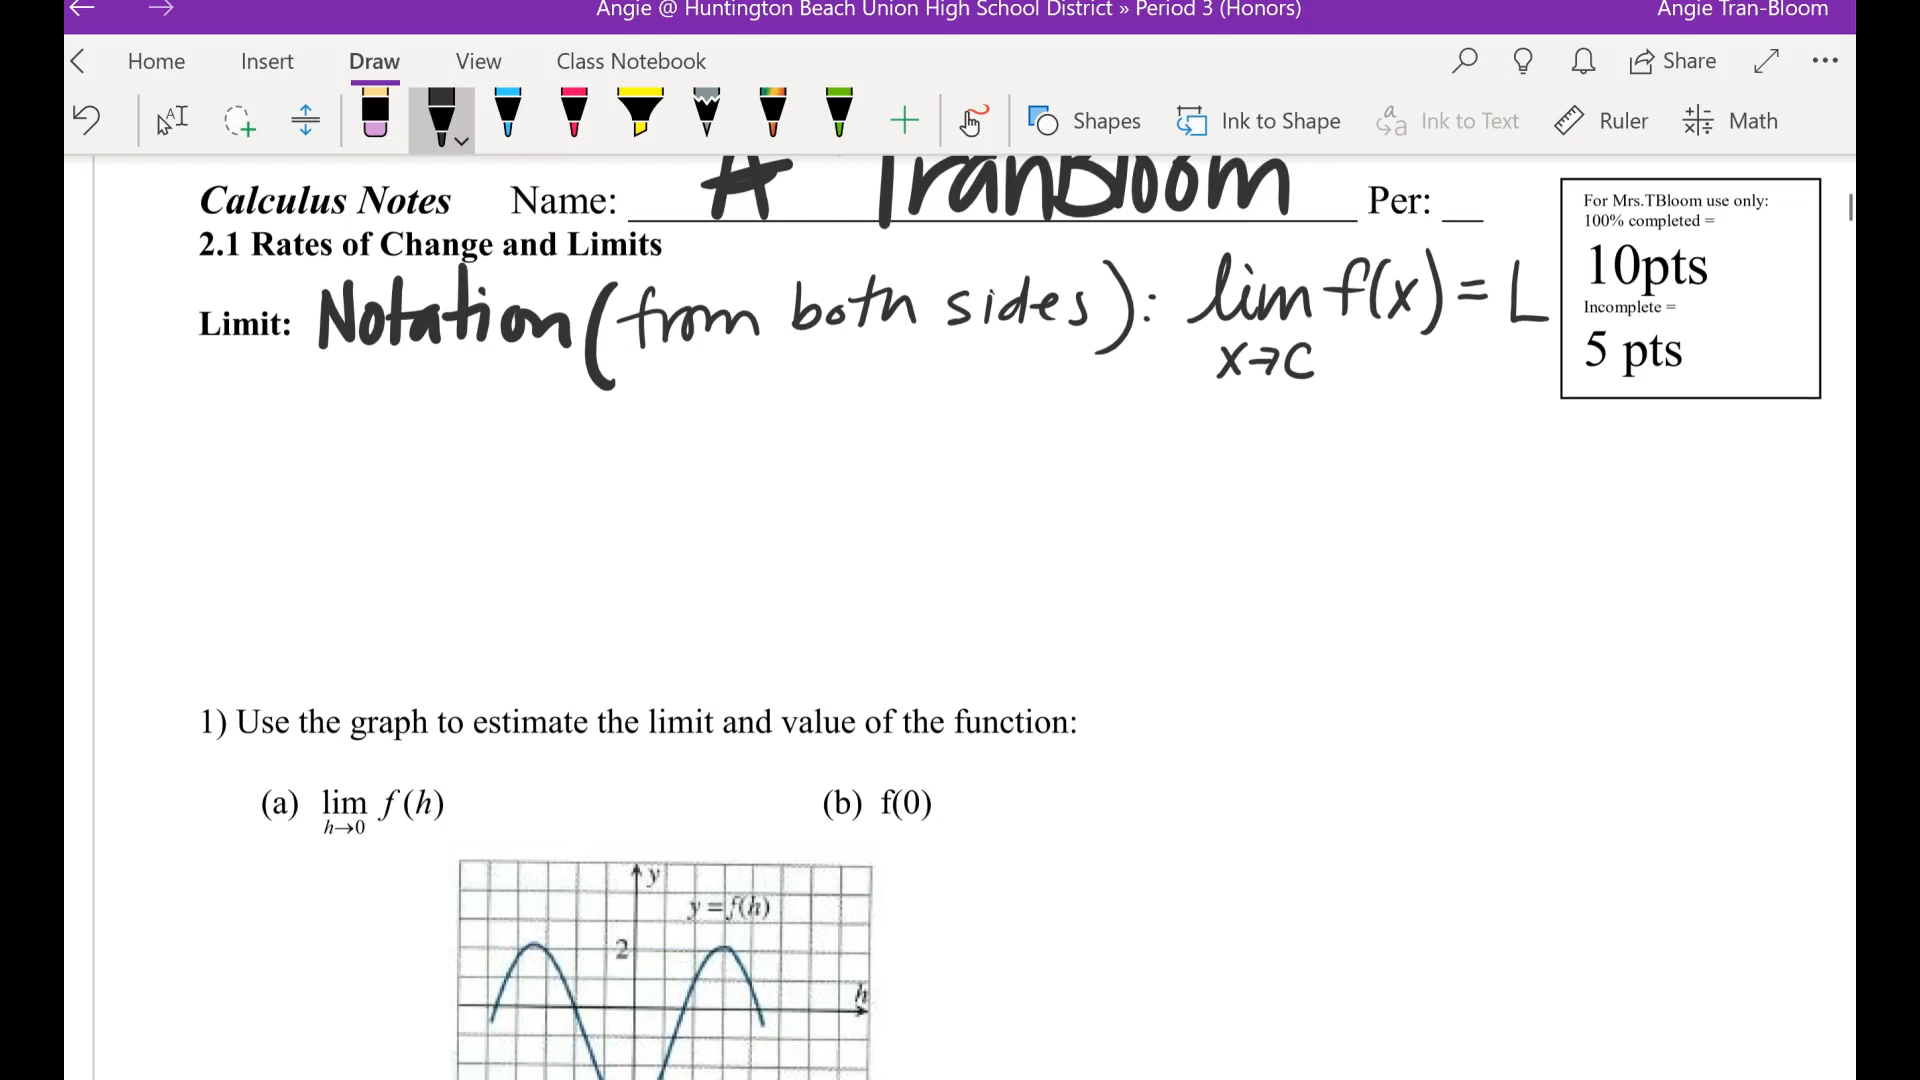 Angie @ Huntington Beach Union High School District » Period 3 (Honors)
Angie Tran-Bloom
Home Insert Draw View Class Notebook Share
Shapes Ink to Shape Ink to Text Ruler Math
Calculus Notes Name: A TranBloom Per:
2.1 Rates of Change and Limits
Limit: Notation (from both sides): lim f(x) = L
x→c
For Mrs.TBloom use only:
100% completed =
10pts
Incomplete =
5 pts
1) Use the graph to estimate the limit and value of the function:
(a) lim f(h) (b) f(0)
h→0
y
y = f(h)
2
h